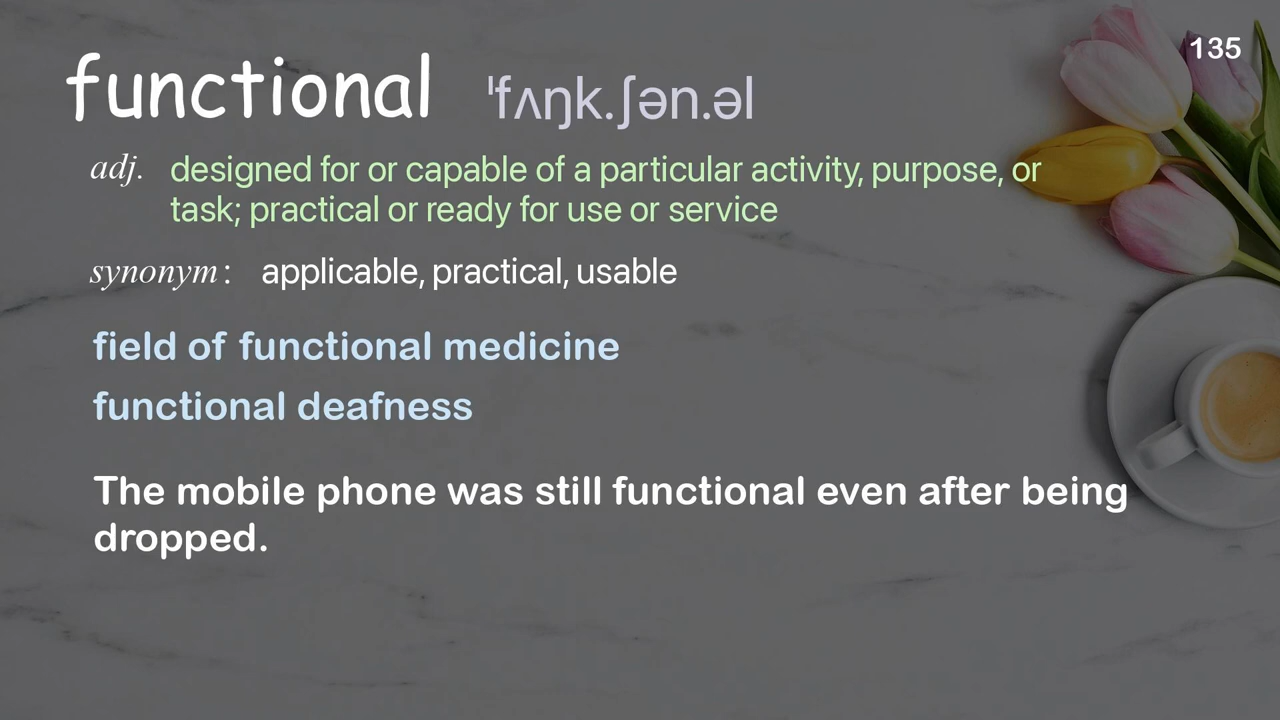 135
functional ˈfʌŋk.ʃən.əl
adj. designed for or capable of a particular activity, purpose, or
task; practical or ready for use or service
synonym: applicable, practical, usable
field of functional medicine
functional deafness
The mobile phone was still functional even after being
dropped.